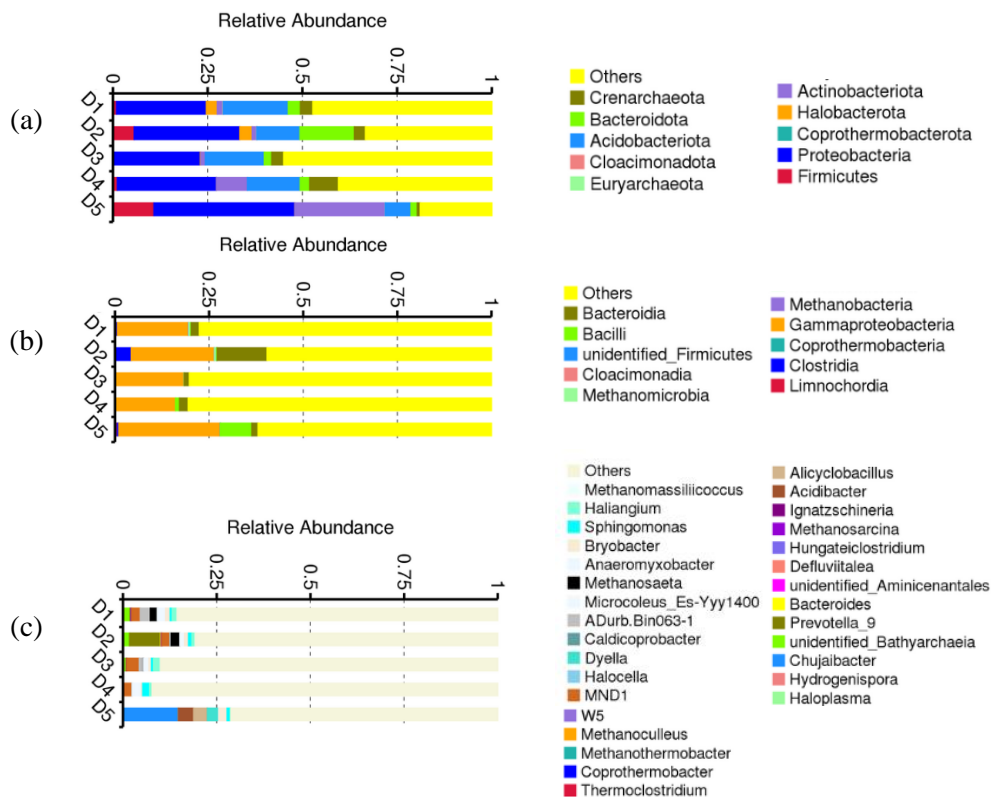 Relative Abundance
(a)
0
0.25
0.5
0.75
1
D1
D2
D3
D4
D5
Others
Crenarchaeota
Bacteroidota
Acidobacteriota
Cloacimonadota
Euryarchaeota
Actinobacteriota
Halobacterota
Coprothermobacterota
Proteobacteria
Firmicutes
Relative Abundance
(b)
0
0.25
0.5
0.75
1
D1
D2
D3
D4
D5
Others
Bacteroidia
Bacilli
unidentified_Firmicutes
Cloacimonadia
Methanomicrobia
Methanobacteria
Gammaproteobacteria
Coprothermobacteria
Clostridia
Limnochordia
Relative Abundance
(c)
0
0.25
0.5
0.75
1
D1
D2
D3
D4
D5
Others
Methanomassiliicoccus
Haliangium
Sphingomonas
Bryobacter
Anaeromyxobacter
Methanosaeta
Microcoleus_Es-Yyy1400
ADurb.Bin063-1
Caldicoprobacter
Dyella
Halocella
MND1
W5
Methanoculleus
Methanothermobacter
Coprothermobacter
Thermoclostridium
Alicyclobacillus
Acidibacter
Ignatzschineria
Methanosarcina
Hungateiclostridium
Defluviitalea
unidentified_Aminicenantales
Bacteroides
Prevotella_9
unidentified_Bathyarchaeia
Chujaibacter
Hydrogenispora
Haloplasma